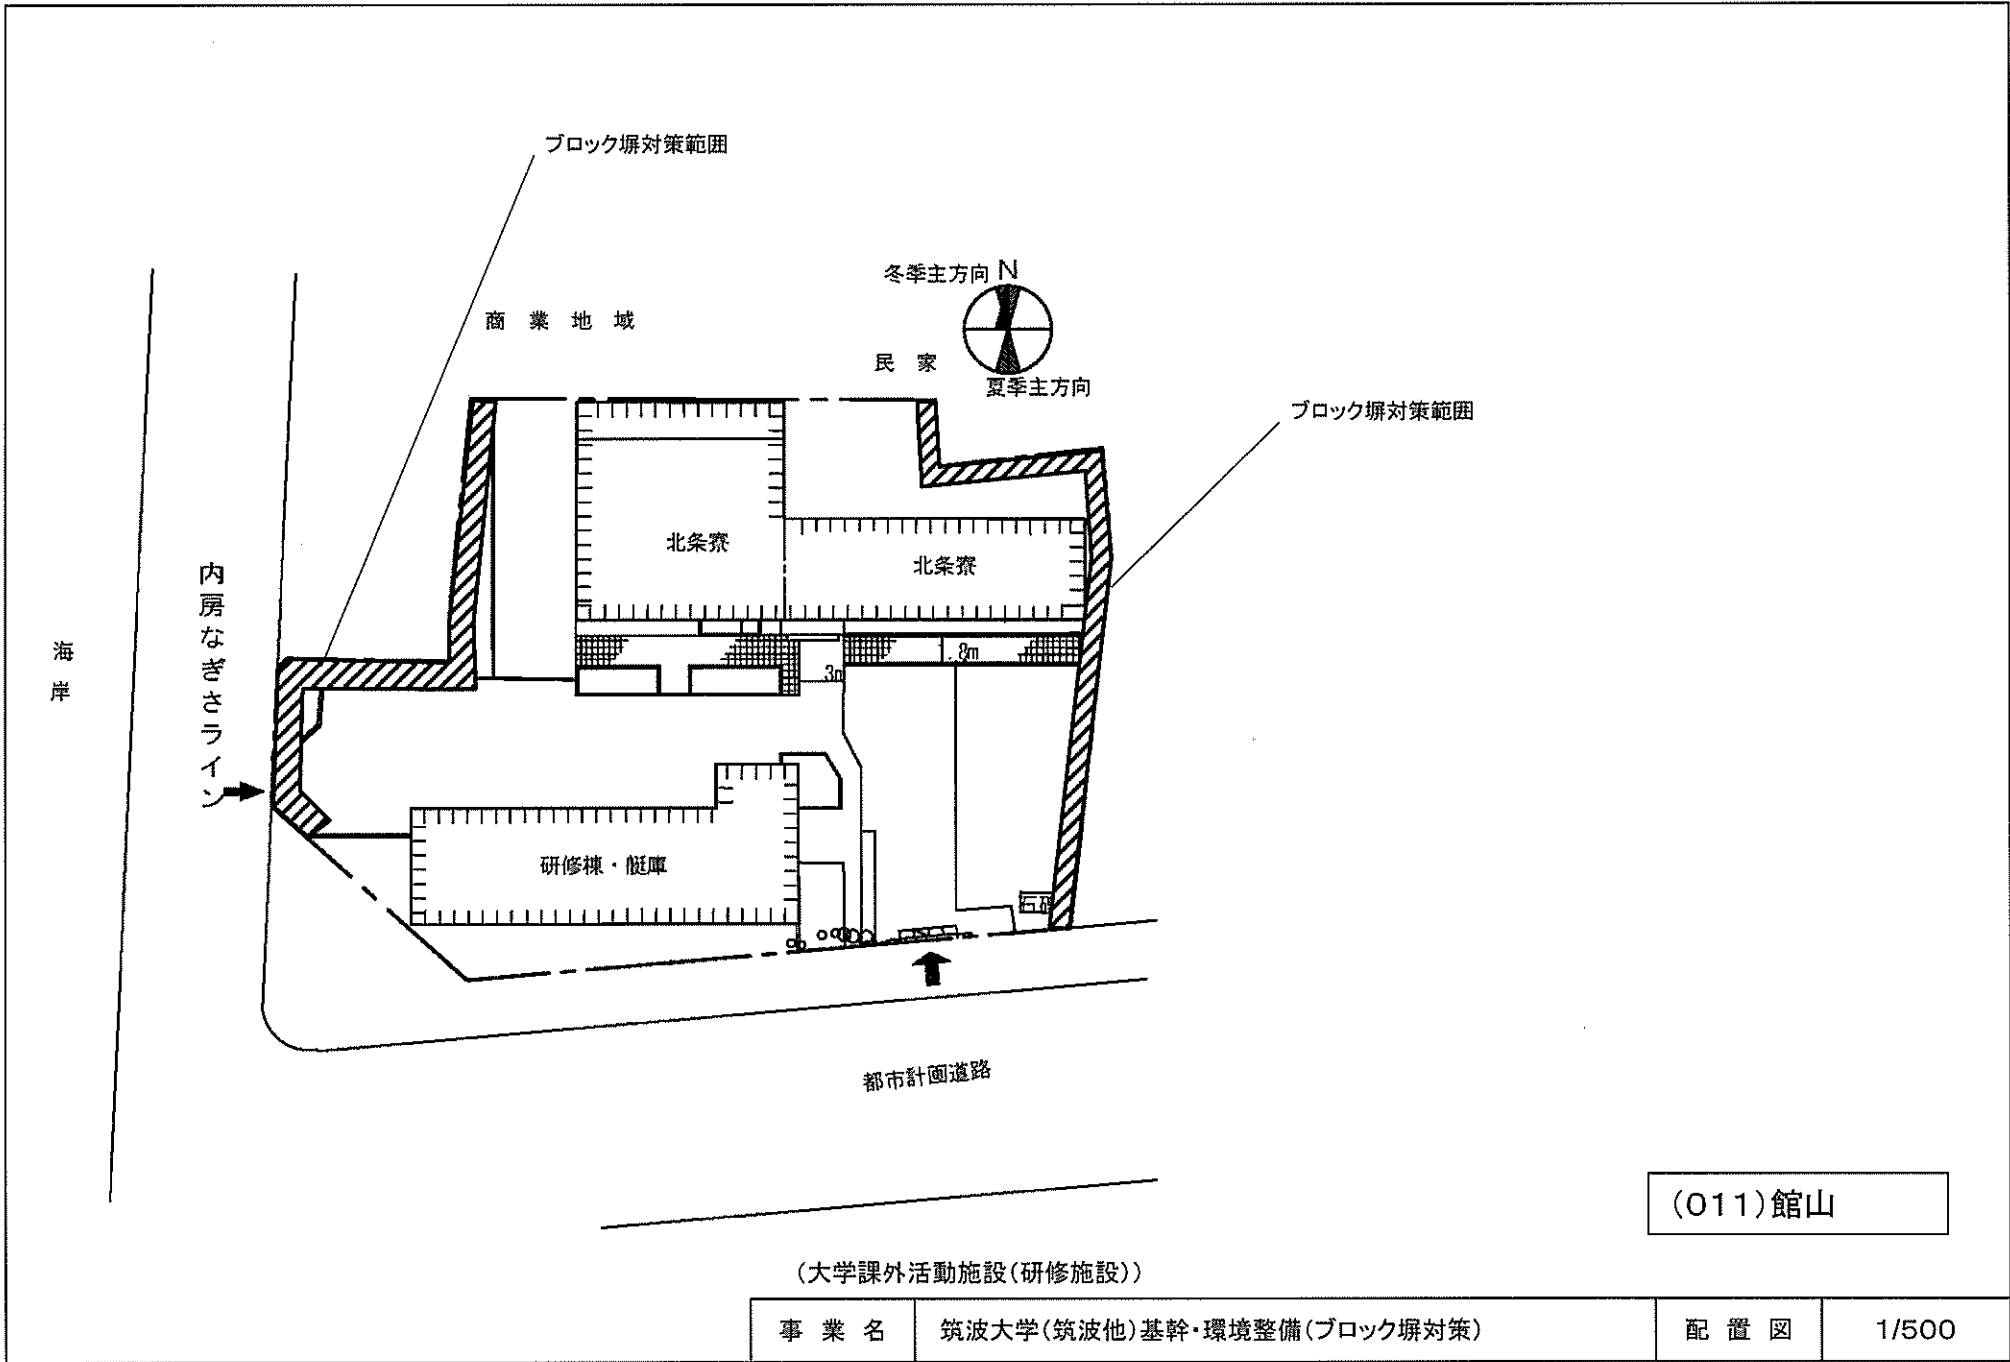 ブロック塀対策範囲
冬季主方向 N
商業地域
民家
夏季主方向
ブロック塀対策範囲
北条寮
北条寮
内房なぎさライン
海岸
.8m
3m
研修棟・艇庫
都市計画道路
(011)館山
(大学課外活動施設(研修施設))
事業名 筑波大学(筑波他)基幹・環境整備(ブロック塀対策) 配置図 1/500